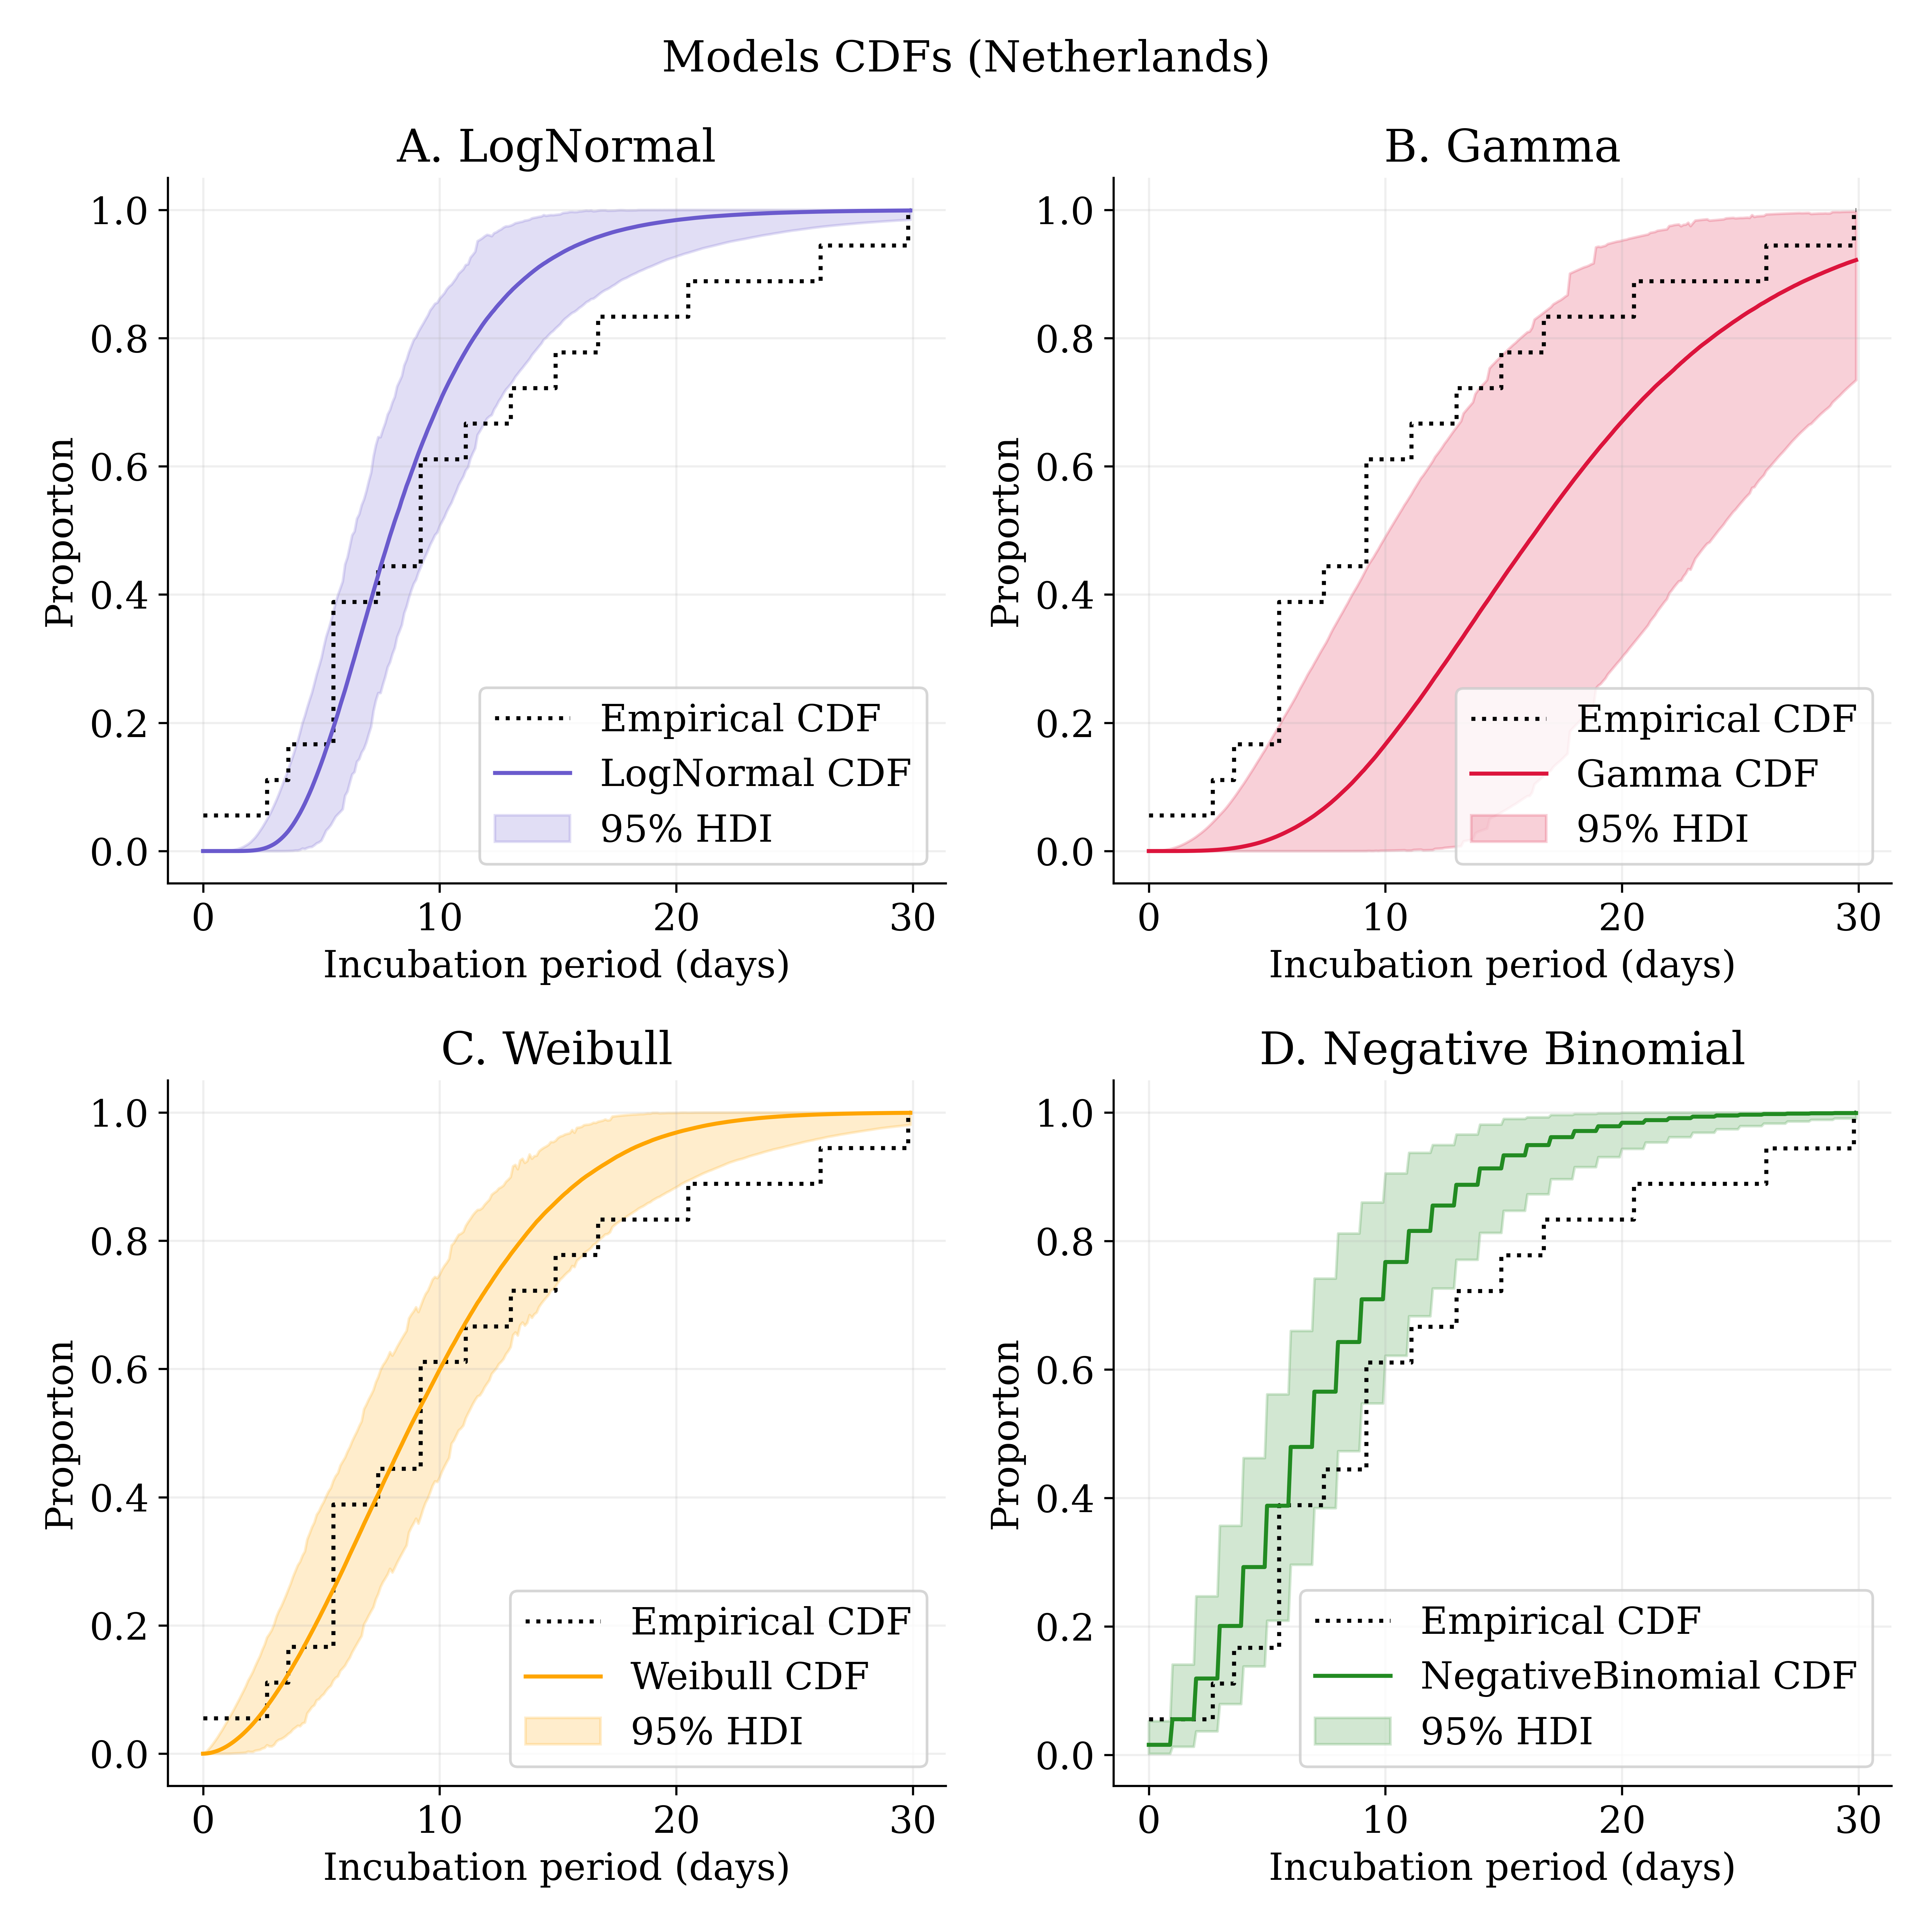 Models CDFs (Netherlands)
A. LogNormal
1.0
0.8
0.6
0.4
0.2
0.0
Proporton
Empirical CDF
LogNormal CDF
95% HDI
0 10 20 30
Incubation period (days)
B. Gamma
1.0
0.8
0.6
0.4
0.2
0.0
Proporton
Empirical CDF
Gamma CDF
95% HDI
0 10 20 30
Incubation period (days)
C. Weibull
1.0
0.8
0.6
0.4
0.2
0.0
Proporton
Empirical CDF
Weibull CDF
95% HDI
0 10 20 30
Incubation period (days)
D. Negative Binomial
1.0
0.8
0.6
0.4
0.2
0.0
Proporton
Empirical CDF
NegativeBinomial CDF
95% HDI
0 10 20 30
Incubation period (days)